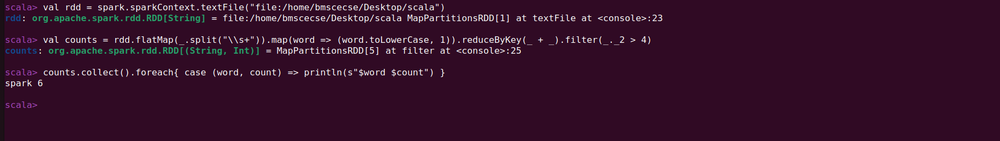 scala> val rdd = spark.sparkContext.textFile("file:/home/bmscecse/Desktop/scala")
rdd: org.apache.spark.rdd.RDD[String] = file:/home/bmscecse/Desktop/scala MapPartitionsRDD[1] at textFile at <console>:23
scala> val counts = rdd.flatMap(_.split("\\s+")).map(word => (word.toLowerCase, 1)).reduceByKey(_ + _).filter(_._2 > 4)
counts: org.apache.spark.rdd.RDD[(String, Int)] = MapPartitionsRDD[5] at filter at <console>:25
scala> counts.collect().foreach{ case (word, count) => println(s"$word $count") }
spark 6
scala>